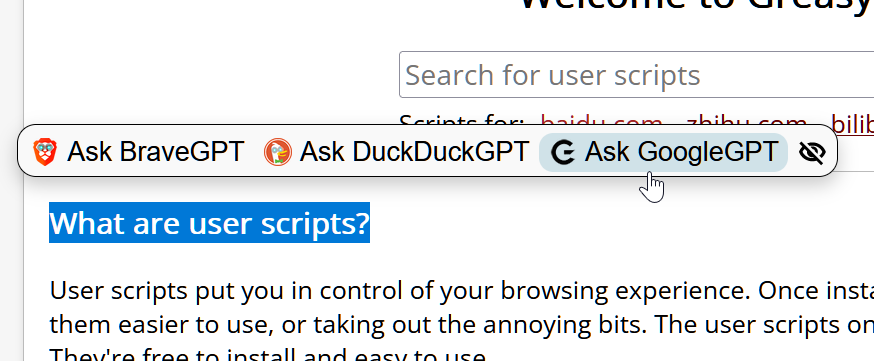 Welcome to Greasy
Search for user scripts
Scripts for: baidu.com zhihu.com bilib
Ask BraveGPT Ask DuckDuckGPT Ask GoogleGPT
What are user scripts?
User scripts put you in control of your browsing experience. Once insta
them easier to use, or taking out the annoying bits. The user scripts on
They're free to install and easy to use.